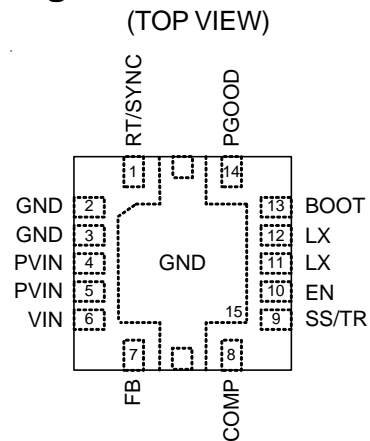 (TOP VIEW)
RT/SYNC
PGOOD
1
14
GND 2
13 BOOT
GND 3
12 LX
PVIN 4
GND
11 LX
PVIN 5
10 EN
VIN 6
15
9 SS/TR
7
8
FB
COMP